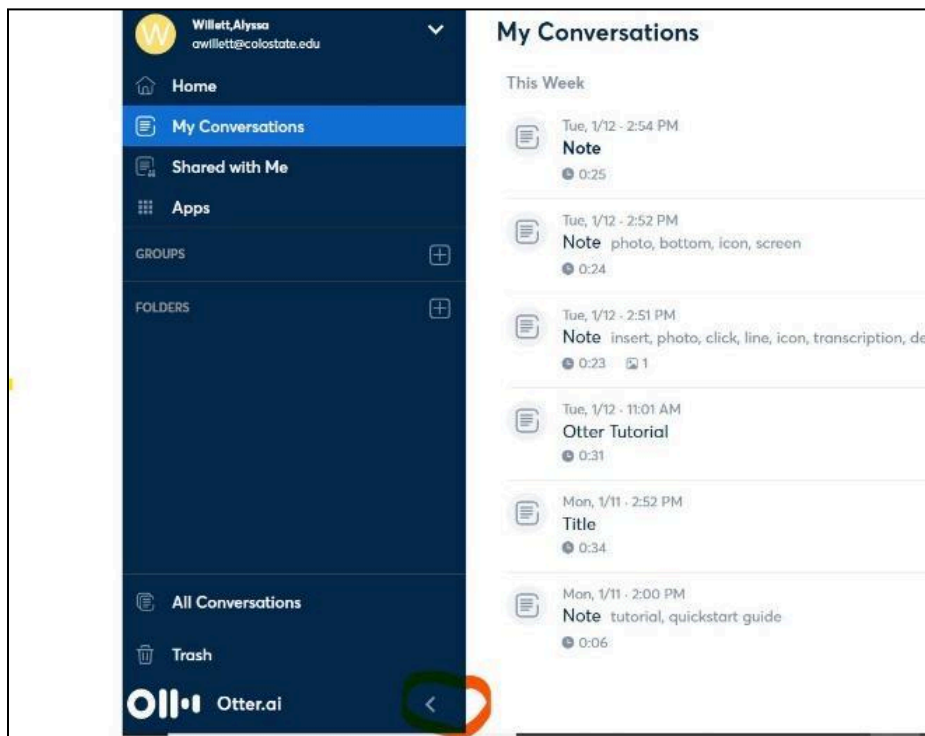 Willett,Alyssa
awillett@colostate.edu
Home
My Conversations
Shared with Me
Apps
GROUPS
FOLDERS
All Conversations
Trash
Otter.ai
My Conversations
This Week
Tue, 1/12 · 2:54 PM
Note
0:25
Tue, 1/12 · 2:52 PM
Note photo, bottom, icon, screen
0:24
Tue, 1/12 · 2:51 PM
Note insert, photo, click, line, icon, transcription, de
0:23 1
Tue, 1/12 · 11:01 AM
Otter Tutorial
0:31
Mon, 1/11 · 2:52 PM
Title
0:34
Mon, 1/11 · 2:00 PM
Note tutorial, quickstart guide
0:06